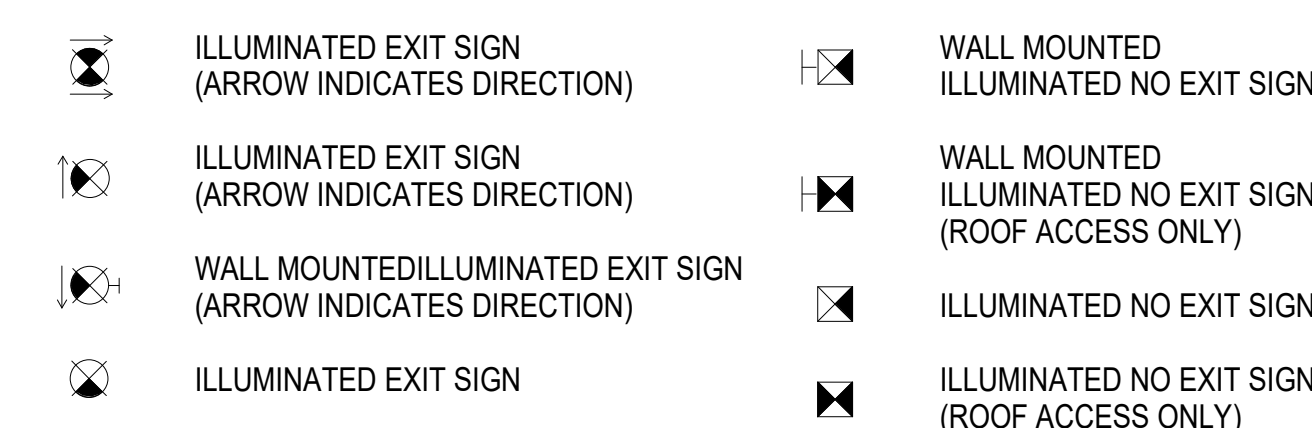 ILLUMINATED EXIT SIGN
(ARROW INDICATES DIRECTION)
ILLUMINATED EXIT SIGN
(ARROW INDICATES DIRECTION)
WALL MOUNTEDILLUMINATED EXIT SIGN
(ARROW INDICATES DIRECTION)
ILLUMINATED EXIT SIGN
WALL MOUNTED
ILLUMINATED NO EXIT SIGN
WALL MOUNTED
ILLUMINATED NO EXIT SIGN
(ROOF ACCESS ONLY)
ILLUMINATED NO EXIT SIGN
ILLUMINATED NO EXIT SIGN
(ROOF ACCESS ONLY)